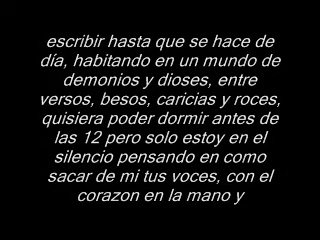 escribir hasta que se hace de
día, habitando en un mundo de
demonios y dioses, entre
versos, besos, caricias y roces,
quisiera poder dormir antes de
las 12 pero solo estoy en el
silencio pensando en como
sacar de mi tus voces, con el
corazon en la mano y